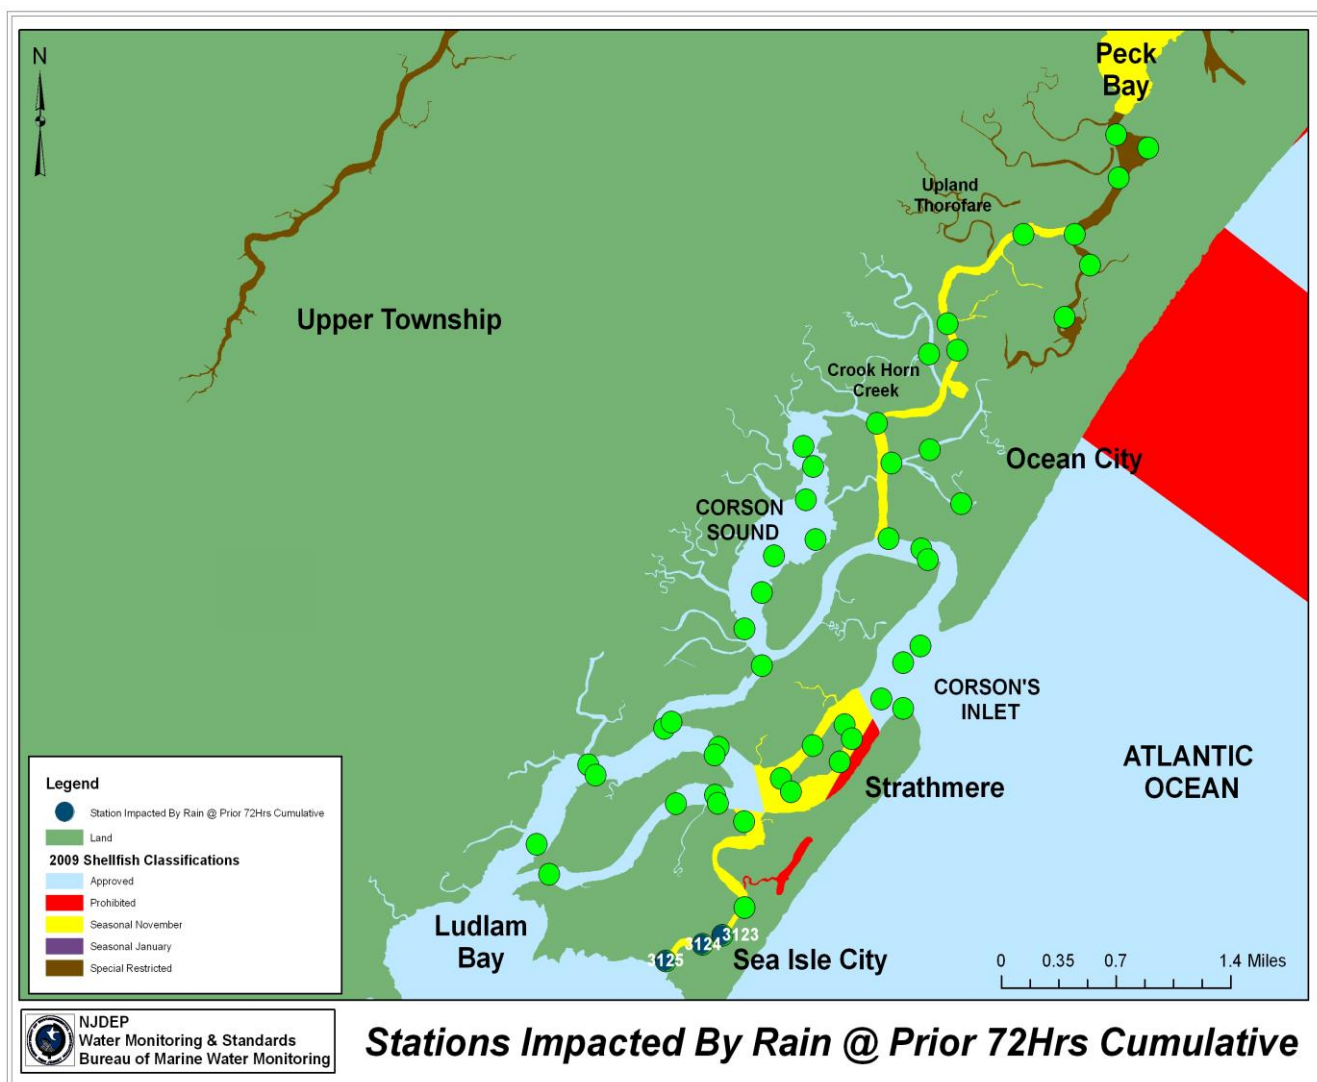 N
Peck
Bay
Upland
Thorofare
Upper Township
Crook Horn
Creek
Ocean City
CORSON
SOUND
CORSON'S
INLET
ATLANTIC
OCEAN
Strathmere
Ludlam
Bay
3123
3124
3125
Sea Isle City
0 0.35 0.7 1.4 Miles
Legend
Station Impacted By Rain @ Prior 72Hrs Cumulative
Land
2009 Shellfish Classifications
Approved
Prohibited
Seasonal November
Seasonal January
Special Restricted
NJDEP
Water Monitoring & Standards
Bureau of Marine Water Monitoring
Stations Impacted By Rain @ Prior 72Hrs Cumulative